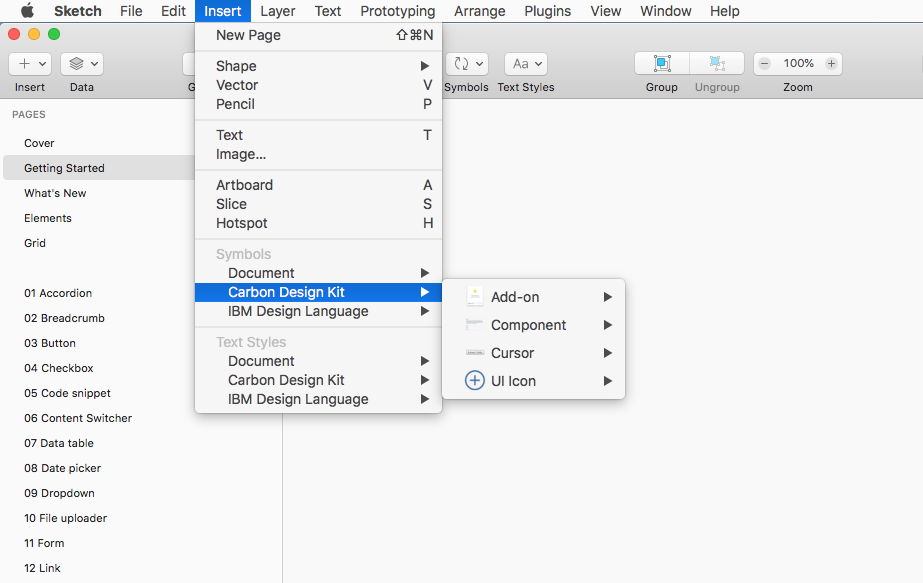 Sketch File Edit Insert Layer Text Prototyping Arrange Plugins View Window Help
New Page ⇧⌘N
Shape
Vector V
Pencil P
Text T
Image...
Artboard A
Slice S
Hotspot H
Symbols
Document
Carbon Design Kit
IBM Design Language
Text Styles
Document
Carbon Design Kit
IBM Design Language
Add-on
Component
Cursor
UI Icon
Aa 100%
Insert Data G Symbols Text Styles Group Ungroup Zoom
PAGES
Cover
Getting Started
What's New
Elements
Grid
01 Accordion
02 Breadcrumb
03 Button
04 Checkbox
05 Code snippet
06 Content Switcher
07 Data table
08 Date picker
09 Dropdown
10 File uploader
11 Form
12 Link